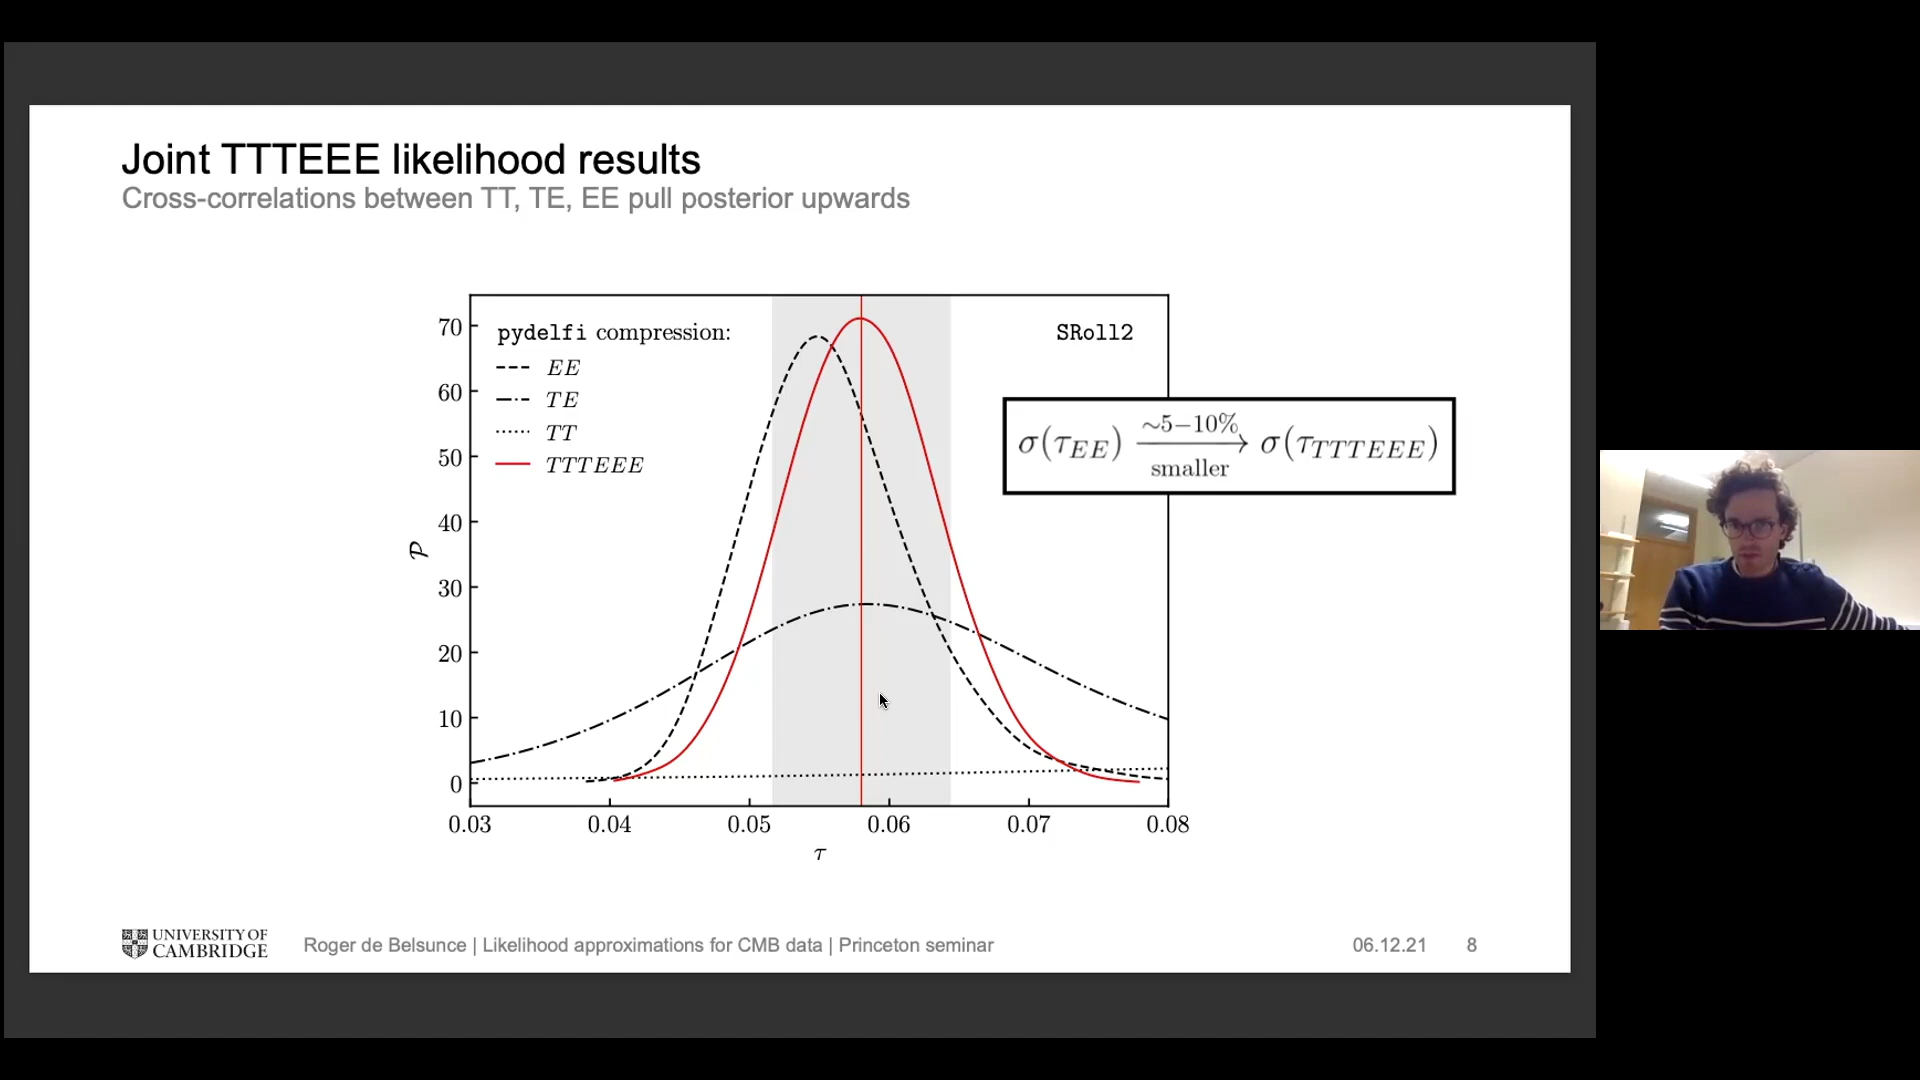 Joint TTTEEE likelihood results
Cross-correlations between TT, TE, EE pull posterior upwards
pydelfi compression:
EE
TE
TT
TTTEEE
SRoll2
σ(τ_EE) ~5–10% smaller → σ(τ_TTTEEE)
𝒫
70
60
50
40
30
20
10
0
0.03 0.04 0.05 0.06 0.07 0.08
τ
UNIVERSITY OF
CAMBRIDGE
Roger de Belsunce | Likelihood approximations for CMB data | Princeton seminar
06.12.21 8